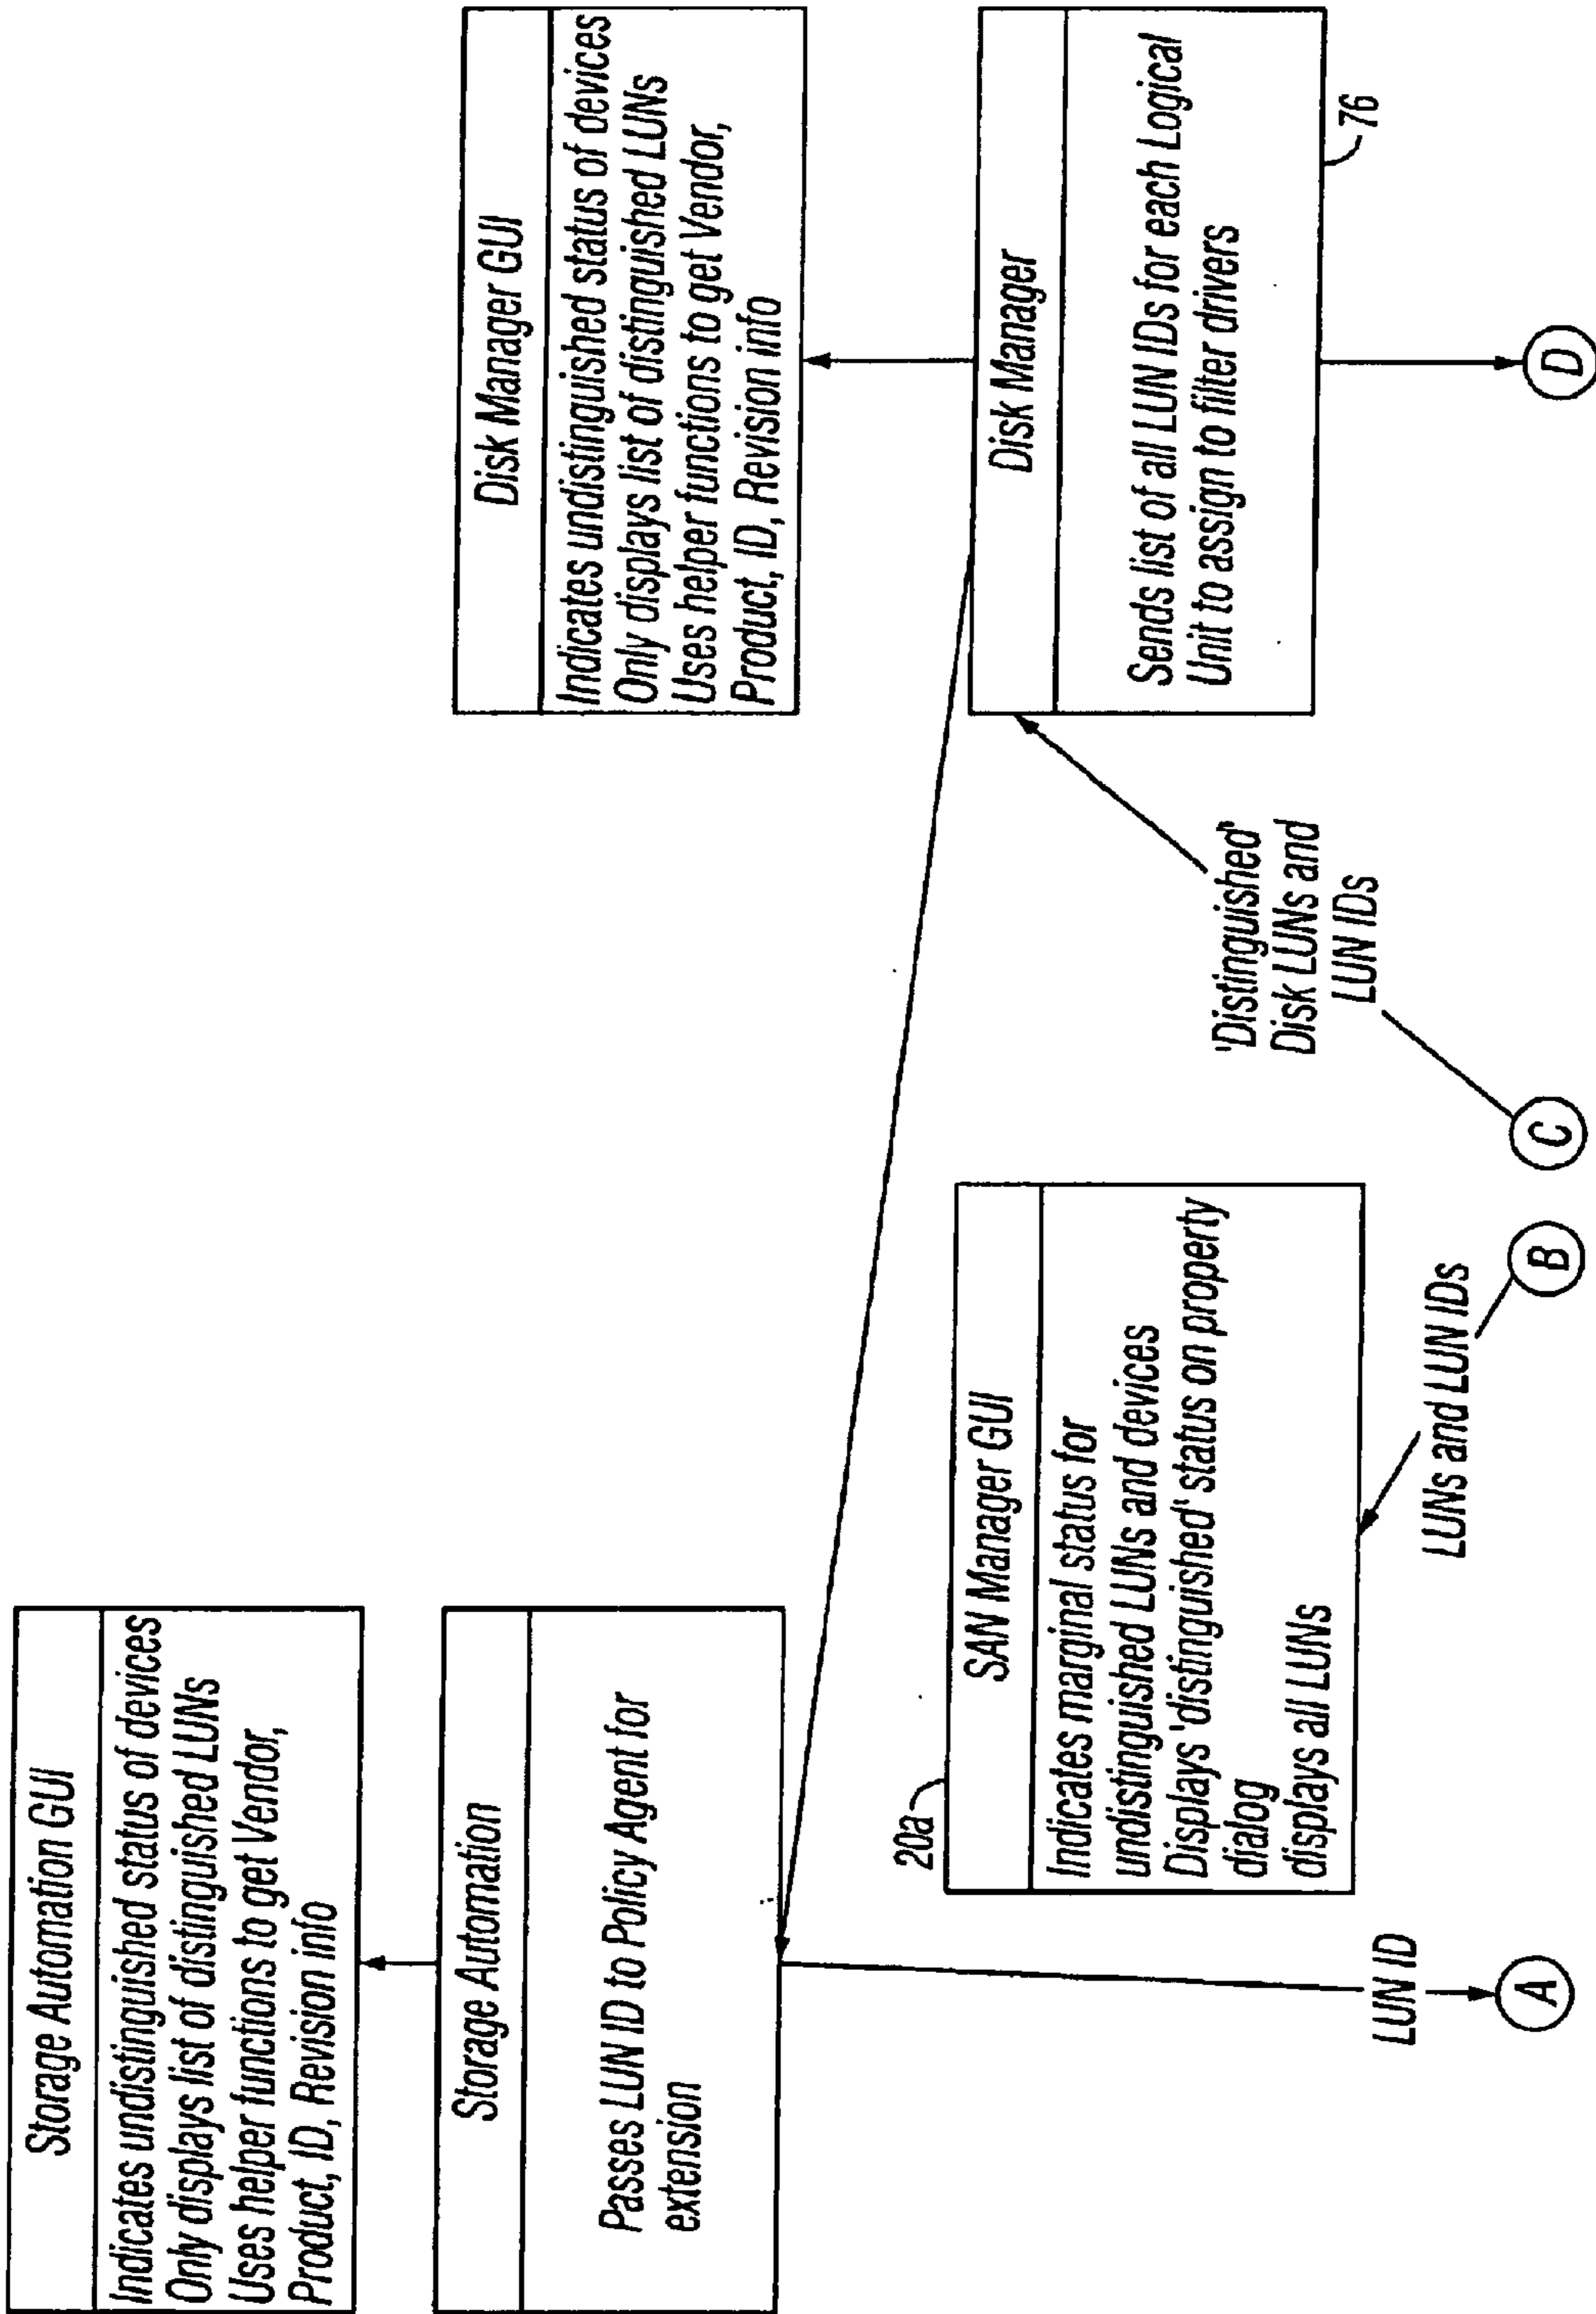 Storage Automation GUI
Indicates undistinguished status of devices
Only displays list of distinguished LUNs
Uses helper functions to get Vendor,
Product, ID, Revision info
Storage Automation
Passes LUN ID to Policy Agent for
extension
Disk Manager GUI
Indicates undistinguished status of devices
Only displays list of distinguished LUNs
Uses helper functions to get Vendor,
Product, ID, Revision info
20a
SAN Manager GUI
Indicates marginal status for
undistinguished LUNs and devices
Displays 'distinguished' status on property
dialog
displays all LUNs
Disk Manager
Sends list of all LUN IDs for each Logical
Unit to assign to filter drivers
76
'Distinguished'
Disk LUNs and
LUN IDs
LUN ID
LUNs and LUN IDs
A
B
C
D